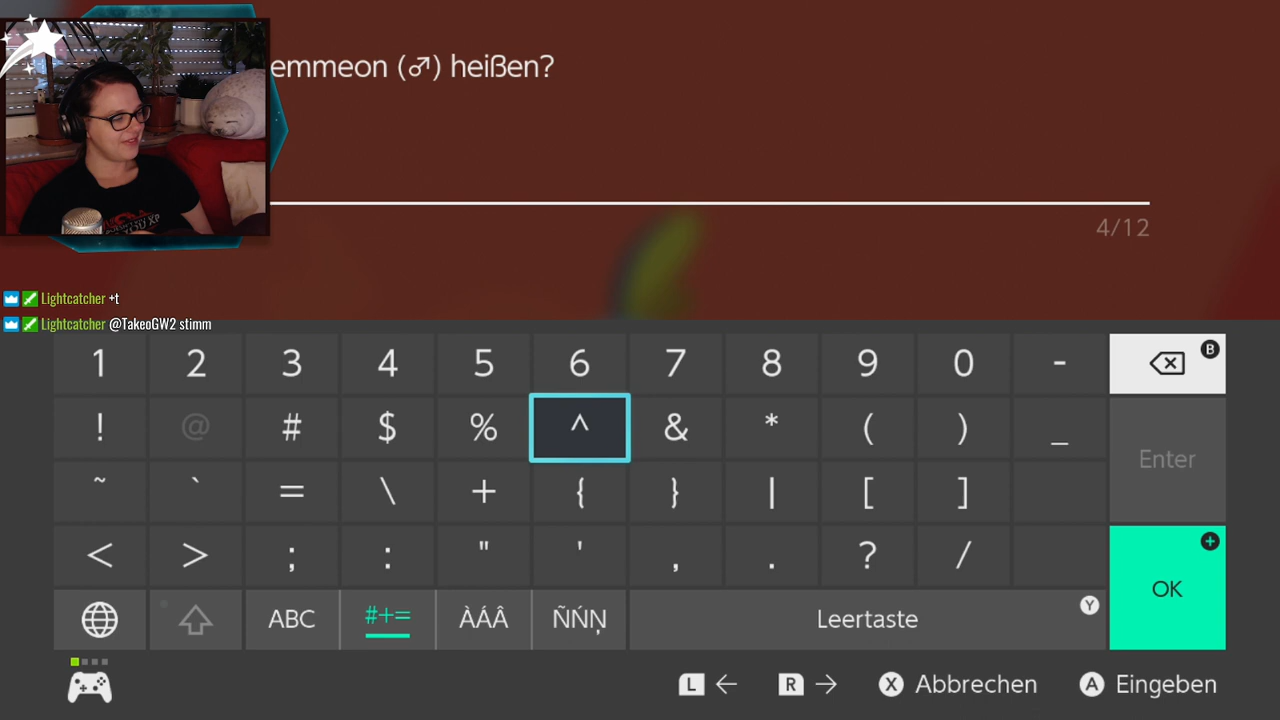 emmeon (♂) heißen?
4/12
Lightcatcher +t
Lightcatcher @TakeoGW2 stimm
1 2 3 4 5 6 7 8 9 0 - B
! @ # $ % ^ & * ( ) _ Enter
~ ` = \ + { } | [ ]
< > ; : " ' , . ? / + OK
ABC #+= ÀÁÂ ÑŃŅ Leertaste Y
L ← R → X Abbrechen A Eingeben